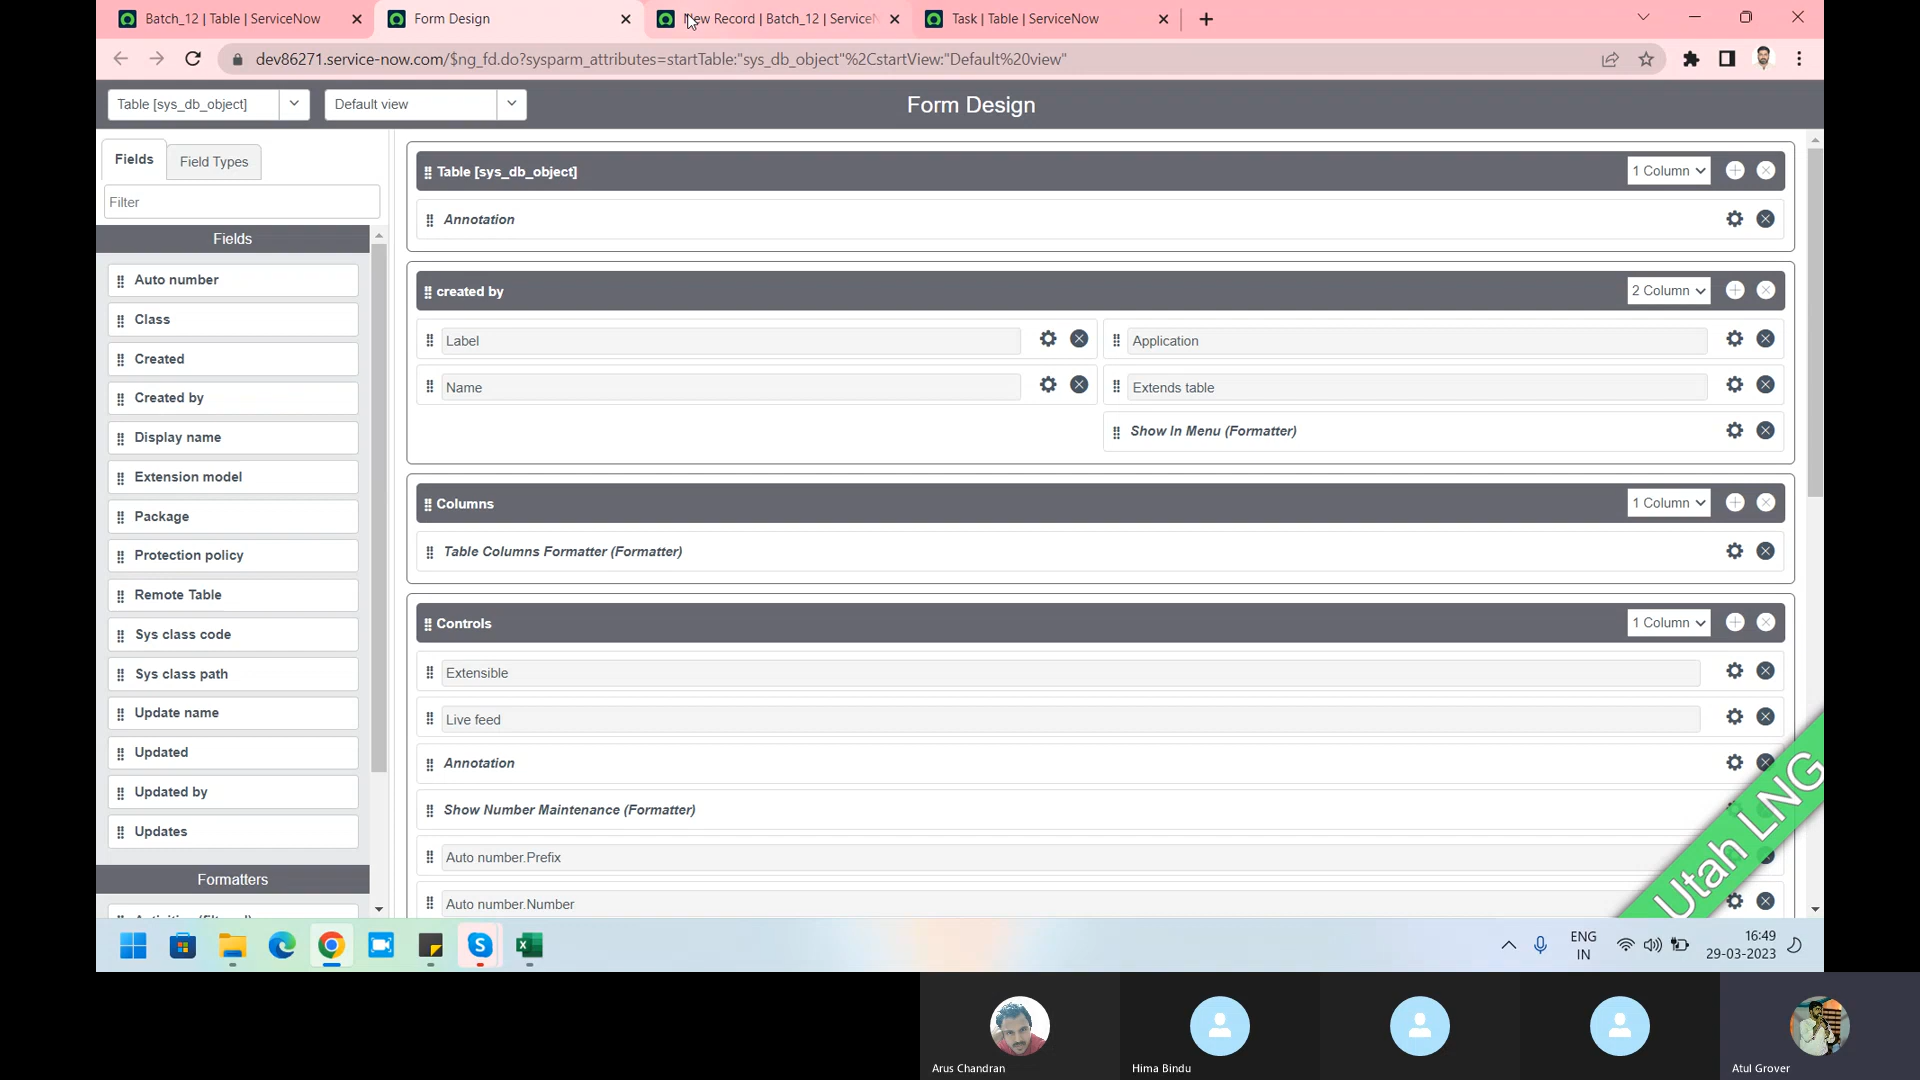 Batch_12 | Table | ServiceNow
Form Design
New Record | Batch_12 | ServiceN
Task | Table | ServiceNow
dev86271.service-now.com/$ng_fd.do?sysparm_attributes=startTable:"sys_db_object"%2CstartView:"Default%20view"
Table [sys_db_object]
Default view
Form Design
Fields
Field Types
Filter
Fields
Auto number
Class
Created
Created by
Display name
Extension model
Package
Protection policy
Remote Table
Sys class code
Sys class path
Update name
Updated
Updated by
Updates
Formatters
Table [sys_db_object]
1 Column
Annotation
created by
2 Column
Label
Application
Name
Extends table
Show In Menu (Formatter)
Columns
1 Column
Table Columns Formatter (Formatter)
Controls
1 Column
Extensible
Live feed
Annotation
Show Number Maintenance (Formatter)
Auto number.Prefix
Auto number.Number
Utah LNG
ENG
IN
16:49
29-03-2023
Arus Chandran
Hima Bindu
Atul Grover